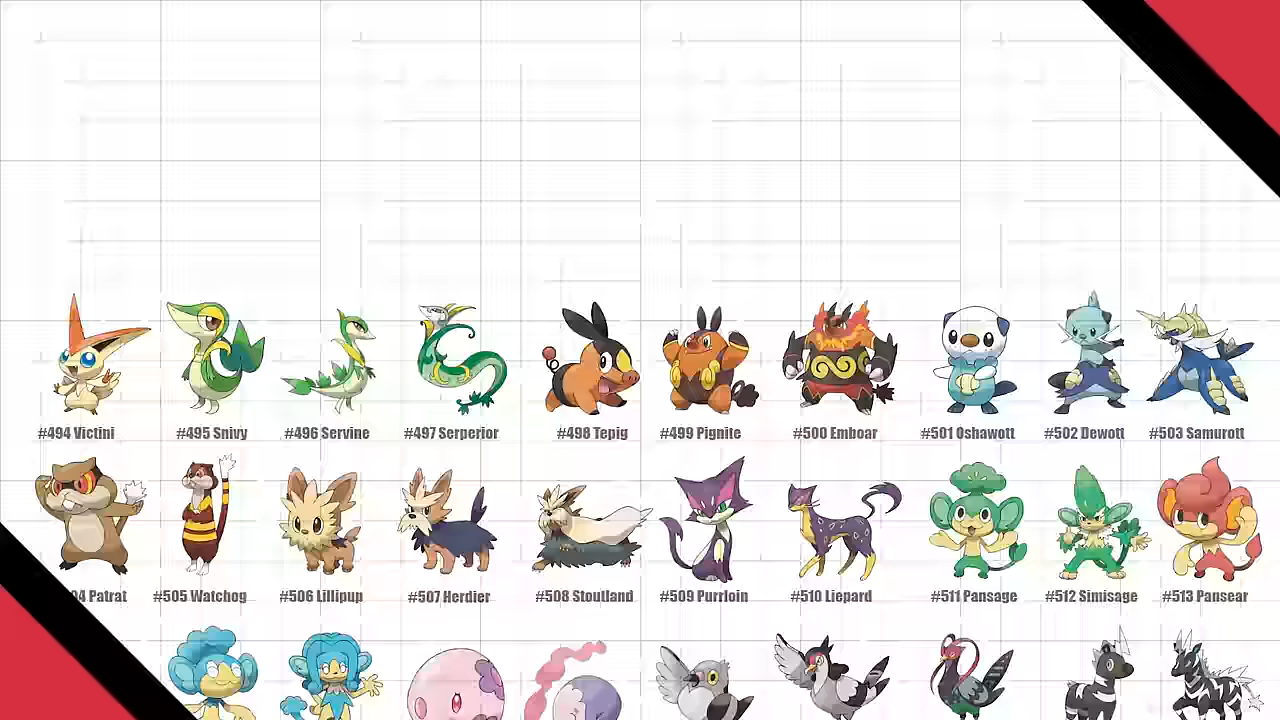 #494 Victini #495 Snivy #496 Servine #497 Serperior #498 Tepig #499 Pignite #500 Emboar #501 Oshawott #502 Dewott #503 Samurott
04 Patrat #505 Watchog #506 Lillipup #507 Herdier #508 Stoutland #509 Purrloin #510 Liepard #511 Pansage #512 Simisage #513 Pansear